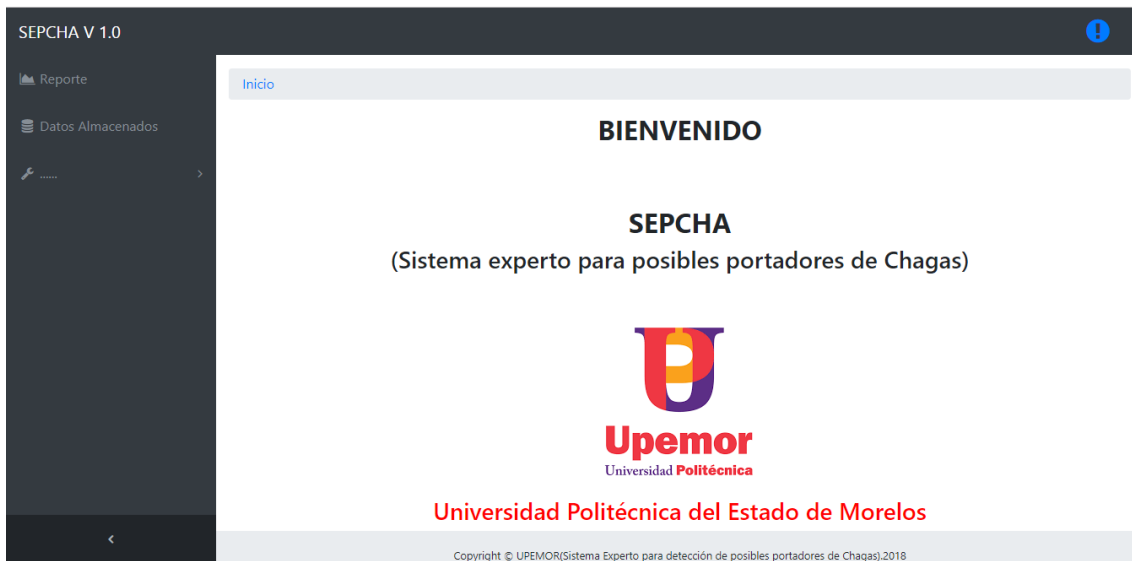 SEPCHA V 1.0
Reporte
Datos Almacenados
......
Inicio
BIENVENIDO
SEPCHA
(Sistema experto para posibles portadores de Chagas)
Upemor
Universidad Politécnica
Universidad Politécnica del Estado de Morelos
Copyright © UPEMOR(Sistema Experto para detección de posibles portadores de Chagas).2018